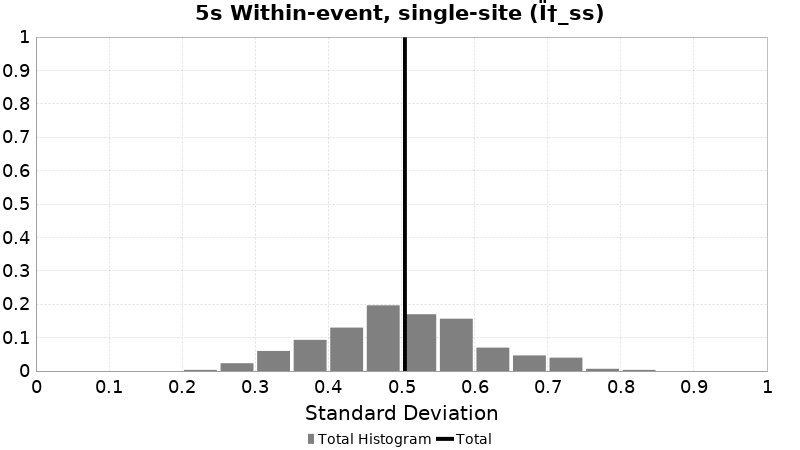 5s Within-event, single-site (Ï†_ss)
1
0.9
0.8
0.7
0.6
0.5
0.4
0.3
0.2
0.1
0
0 0.1 0.2 0.3 0.4 0.5 0.6 0.7 0.8 0.9 1
Standard Deviation
Total Histogram Total